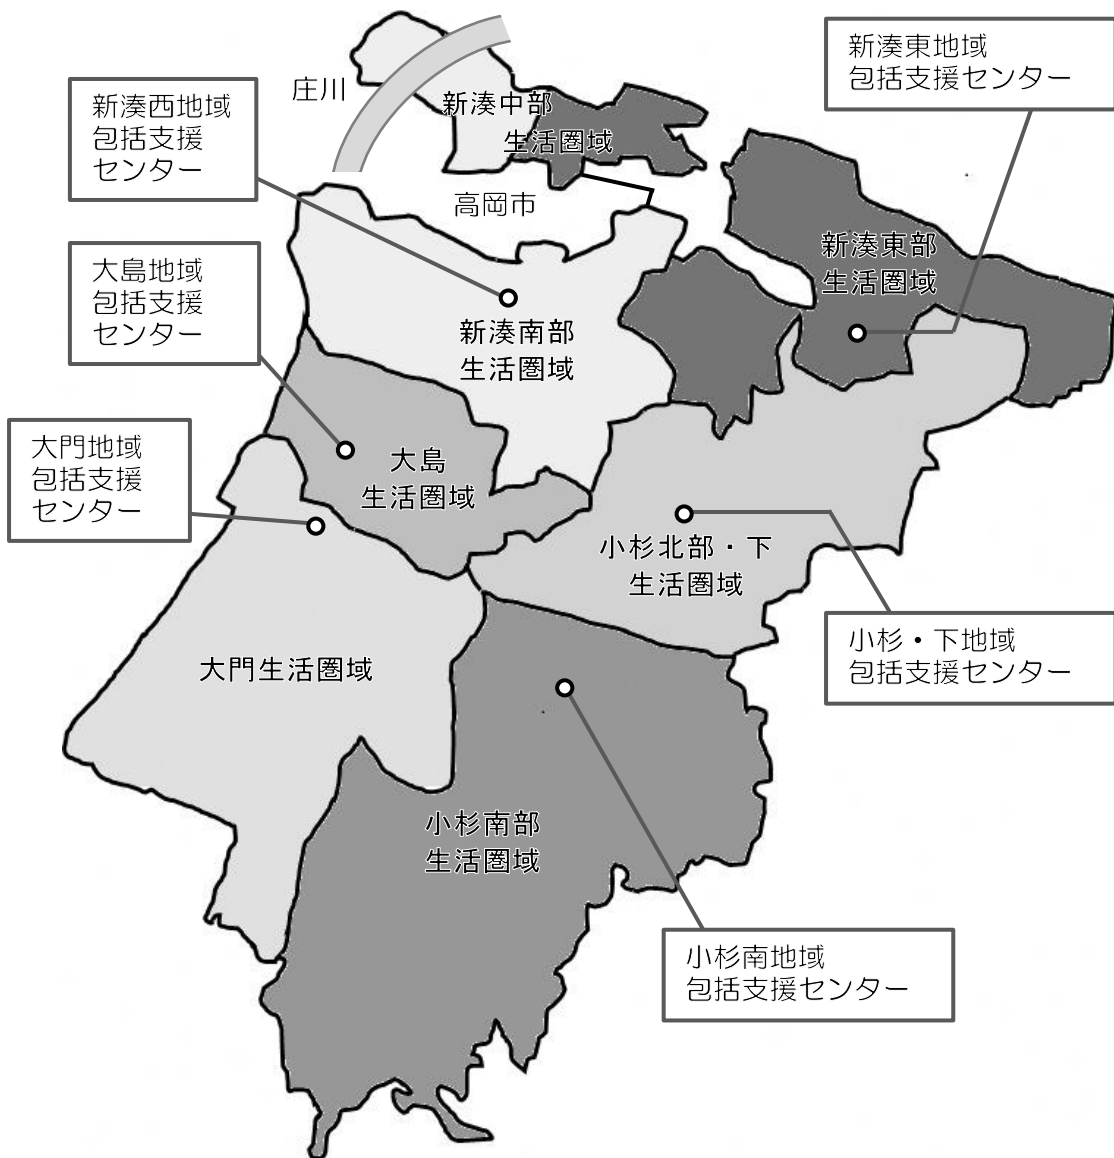 新湊東地域
包括支援センター
庄川
新湊西地域
包括支援
センター
新湊中部
生活圏域
高岡市
大島地域
包括支援
センター
新湊東部
生活圏域
新湊南部
生活圏域
大門地域
包括支援
センター
大島
生活圏域
小杉北部・下
生活圏域
小杉・下地域
包括支援センター
大門生活圏域
小杉南部
生活圏域
小杉南地域
包括支援センター